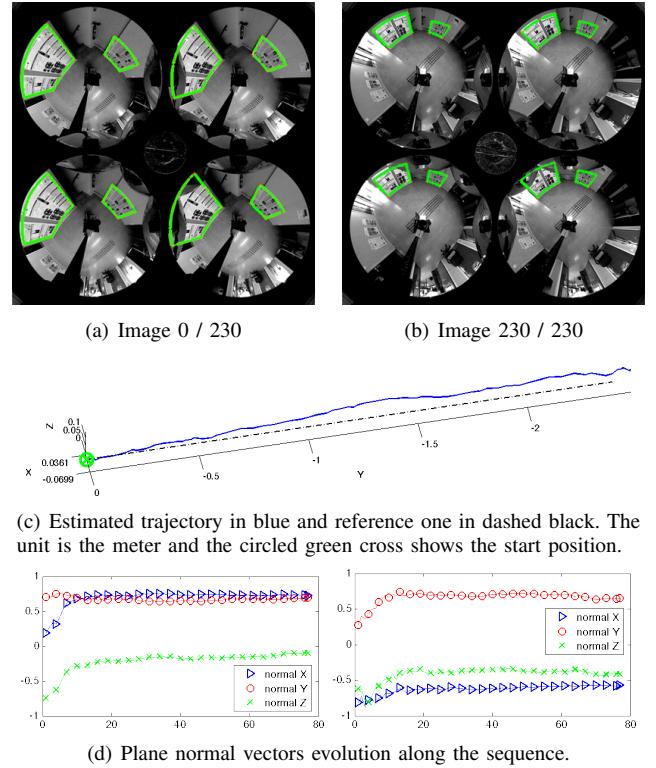 (a) Image 0 / 230
(b) Image 230 / 230
Z
0.1
0.05
0
X
0.0361
-0.0699
0
-0.5
-1
-1.5
-2
Y
(c) Estimated trajectory in blue and reference one in dashed black. The
unit is the meter and the circled green cross shows the start position.
1
0.5
0
-0.5
-1
0
20
40
60
80
normal X
normal Y
normal Z
1
0.5
0
-0.5
-1
0
20
40
60
80
normal X
normal Y
normal Z
(d) Plane normal vectors evolution along the sequence.